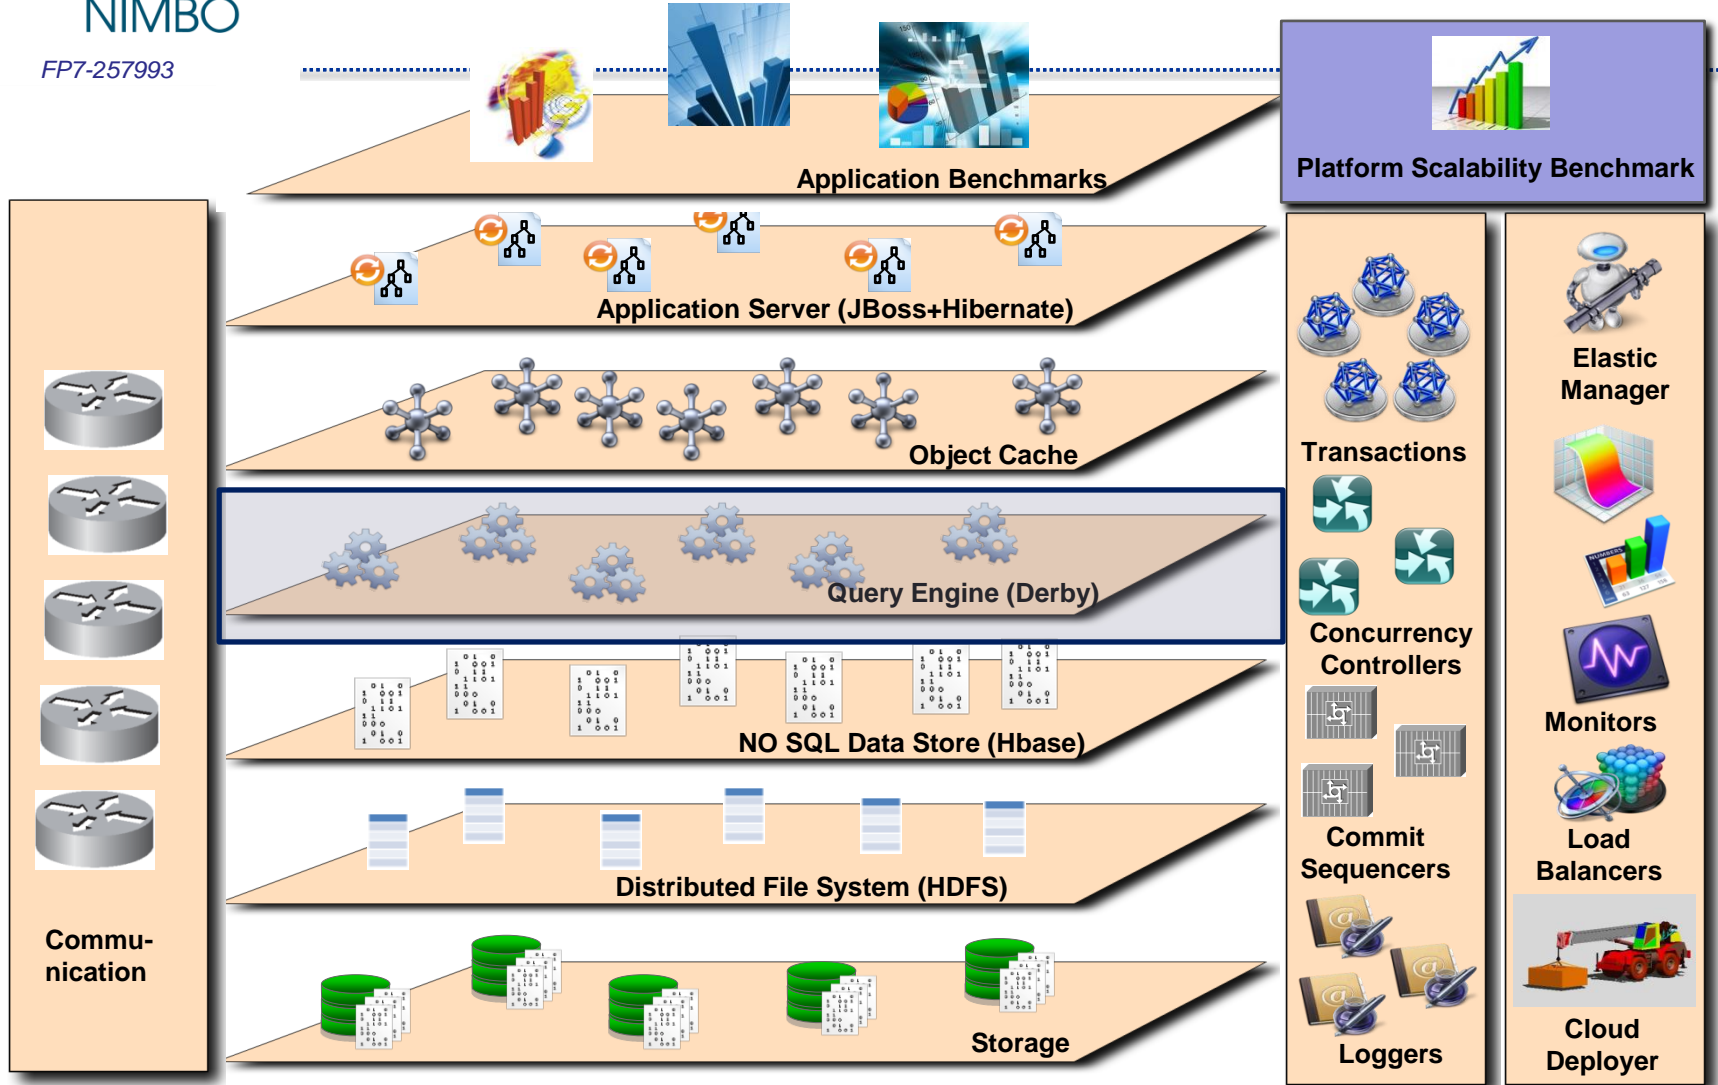 NIMBO
FP7-257993
Platform Scalability Benchmark
Application Benchmarks
Application Server (JBoss+Hibernate)
Object Cache
Query Engine (Derby)
NO SQL Data Store (Hbase)
Distributed File System (HDFS)
Storage
Commu-
nication
Transactions
Concurrency
Controllers
Commit
Sequencers
Loggers
Elastic
Manager
NUMBERS
Monitors
Load
Balancers
Cloud
Deployer